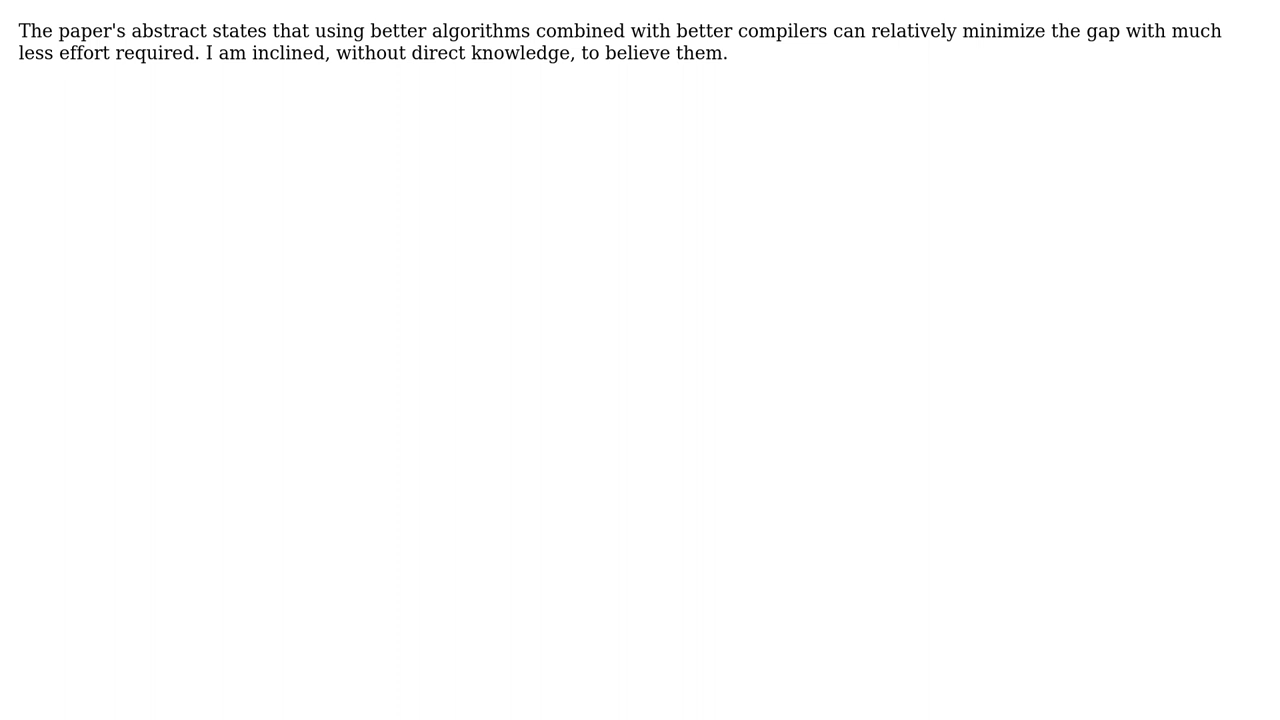 The paper's abstract states that using better algorithms combined with better compilers can relatively minimize the gap with much
less effort required. I am inclined, without direct knowledge, to believe them.